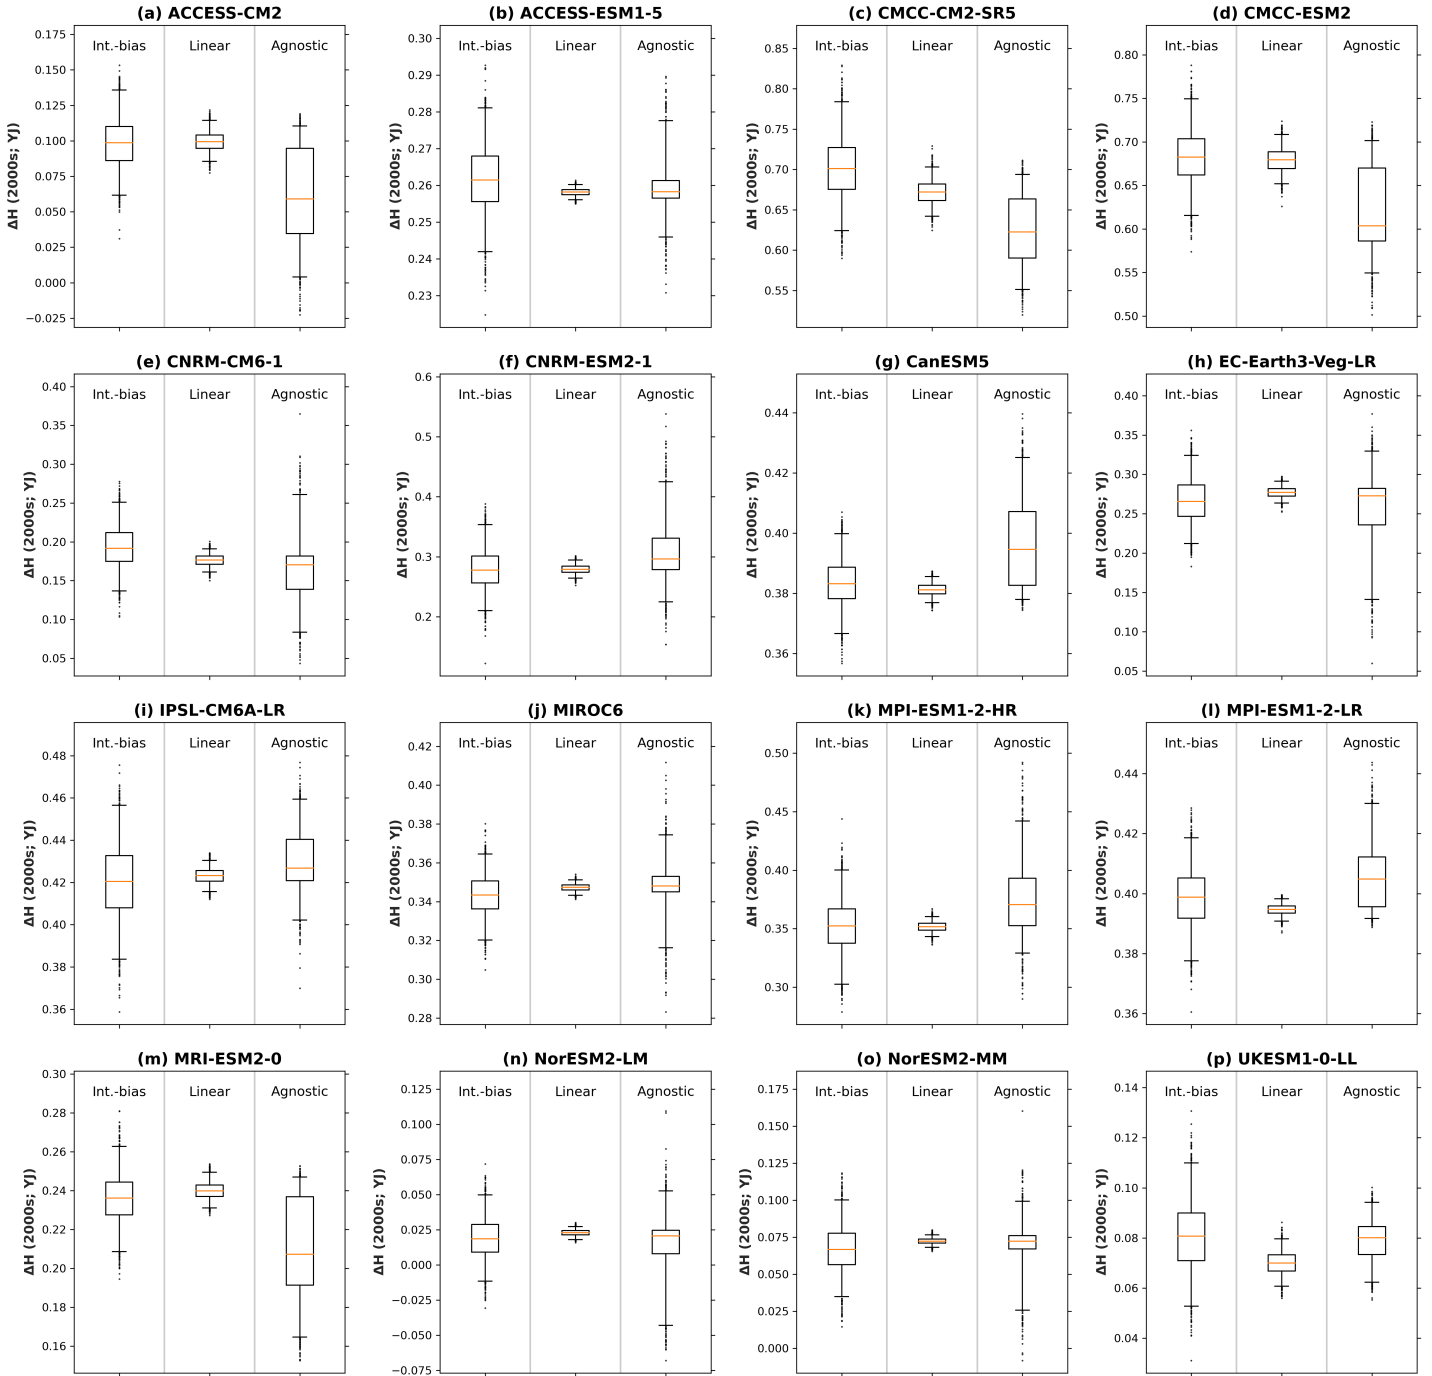 (a) ACCESS-CM2
Int.-bias Linear Agnostic
ΔH (2000s; YJ)
0.175
0.150
0.125
0.100
0.075
0.050
0.025
0.000
−0.025
(b) ACCESS-ESM1-5
Int.-bias Linear Agnostic
ΔH (2000s; YJ)
0.30
0.29
0.28
0.27
0.26
0.25
0.24
0.23
(c) CMCC-CM2-SR5
Int.-bias Linear Agnostic
ΔH (2000s; YJ)
0.85
0.80
0.75
0.70
0.65
0.60
0.55
(d) CMCC-ESM2
Int.-bias Linear Agnostic
ΔH (2000s; YJ)
0.80
0.75
0.70
0.65
0.60
0.55
0.50
(e) CNRM-CM6-1
Int.-bias Linear Agnostic
ΔH (2000s; YJ)
0.40
0.35
0.30
0.25
0.20
0.15
0.10
0.05
(f) CNRM-ESM2-1
Int.-bias Linear Agnostic
ΔH (2000s; YJ)
0.6
0.5
0.4
0.3
0.2
(g) CanESM5
Int.-bias Linear Agnostic
ΔH (2000s; YJ)
0.44
0.42
0.40
0.38
0.36
(h) EC-Earth3-Veg-LR
Int.-bias Linear Agnostic
ΔH (2000s; YJ)
0.40
0.35
0.30
0.25
0.20
0.15
0.10
0.05
(i) IPSL-CM6A-LR
Int.-bias Linear Agnostic
ΔH (2000s; YJ)
0.48
0.46
0.44
0.42
0.40
0.38
0.36
(j) MIROC6
Int.-bias Linear Agnostic
ΔH (2000s; YJ)
0.42
0.40
0.38
0.36
0.34
0.32
0.30
0.28
(k) MPI-ESM1-2-HR
Int.-bias Linear Agnostic
ΔH (2000s; YJ)
0.50
0.45
0.40
0.35
0.30
(l) MPI-ESM1-2-LR
Int.-bias Linear Agnostic
ΔH (2000s; YJ)
0.44
0.42
0.40
0.38
0.36
(m) MRI-ESM2-0
Int.-bias Linear Agnostic
ΔH (2000s; YJ)
0.30
0.28
0.26
0.24
0.22
0.20
0.18
0.16
(n) NorESM2-LM
Int.-bias Linear Agnostic
ΔH (2000s; YJ)
0.125
0.100
0.075
0.050
0.025
0.000
−0.025
−0.050
−0.075
(o) NorESM2-MM
Int.-bias Linear Agnostic
ΔH (2000s; YJ)
0.175
0.150
0.125
0.100
0.075
0.050
0.025
0.000
(p) UKESM1-0-LL
Int.-bias Linear Agnostic
ΔH (2000s; YJ)
0.14
0.12
0.10
0.08
0.06
0.04